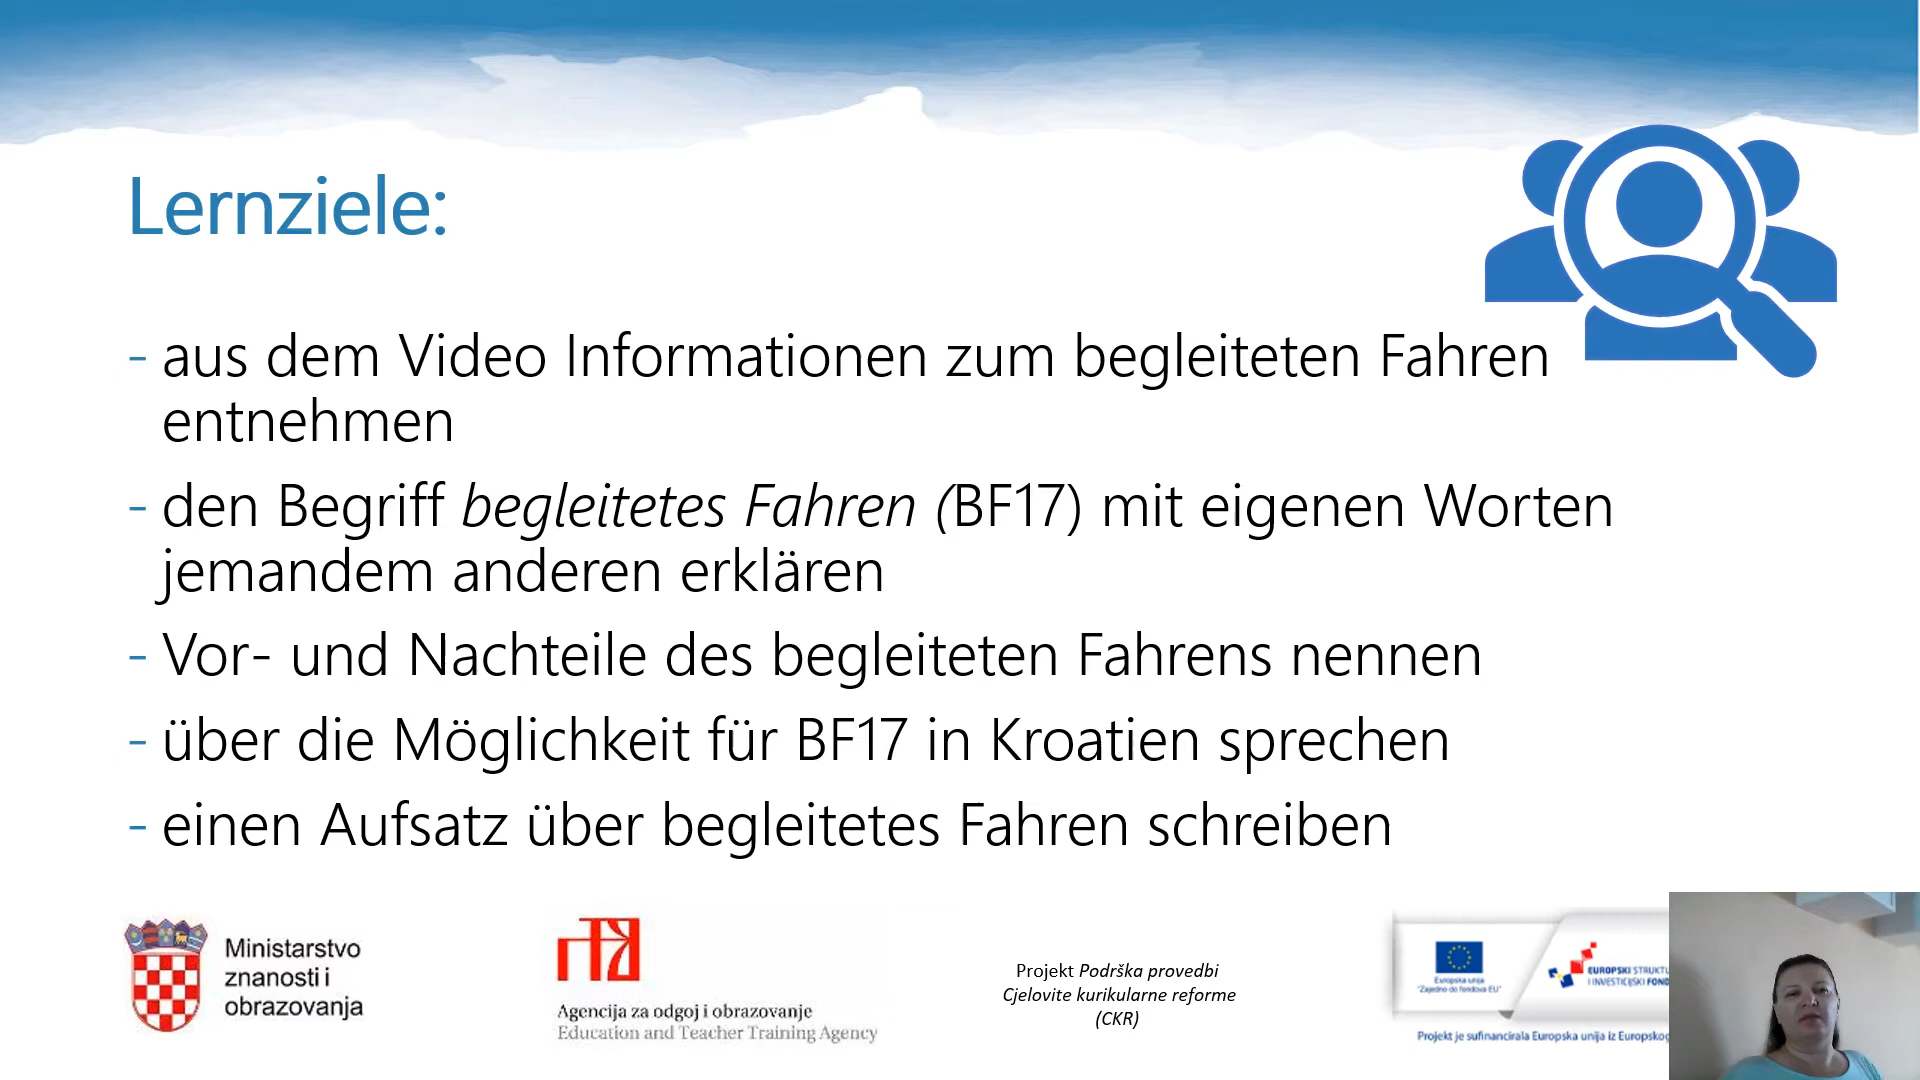 Lernziele:
- aus dem Video Informationen zum begleiteten Fahren
entnehmen
- den Begriff begleitetes Fahren (BF17) mit eigenen Worten
jemandem anderen erklären
- Vor- und Nachteile des begleiteten Fahrens nennen
- über die Möglichkeit für BF17 in Kroatien sprechen
- einen Aufsatz über begleitetes Fahren schreiben
Ministarstvo
znanosti i
obrazovanja
Agencija za odgoj i obrazovanje
Education and Teacher Training Agency
Projekt Podrška provedbi
Cjelovite kurikularne reforme
(CKR)
Europska unija
"Zajedno do fondova EU"
EUROPSKI STRUKTU
I INVESTICIJSKI FOND
Projekt je sufinancirala Europska unija iz Europskog